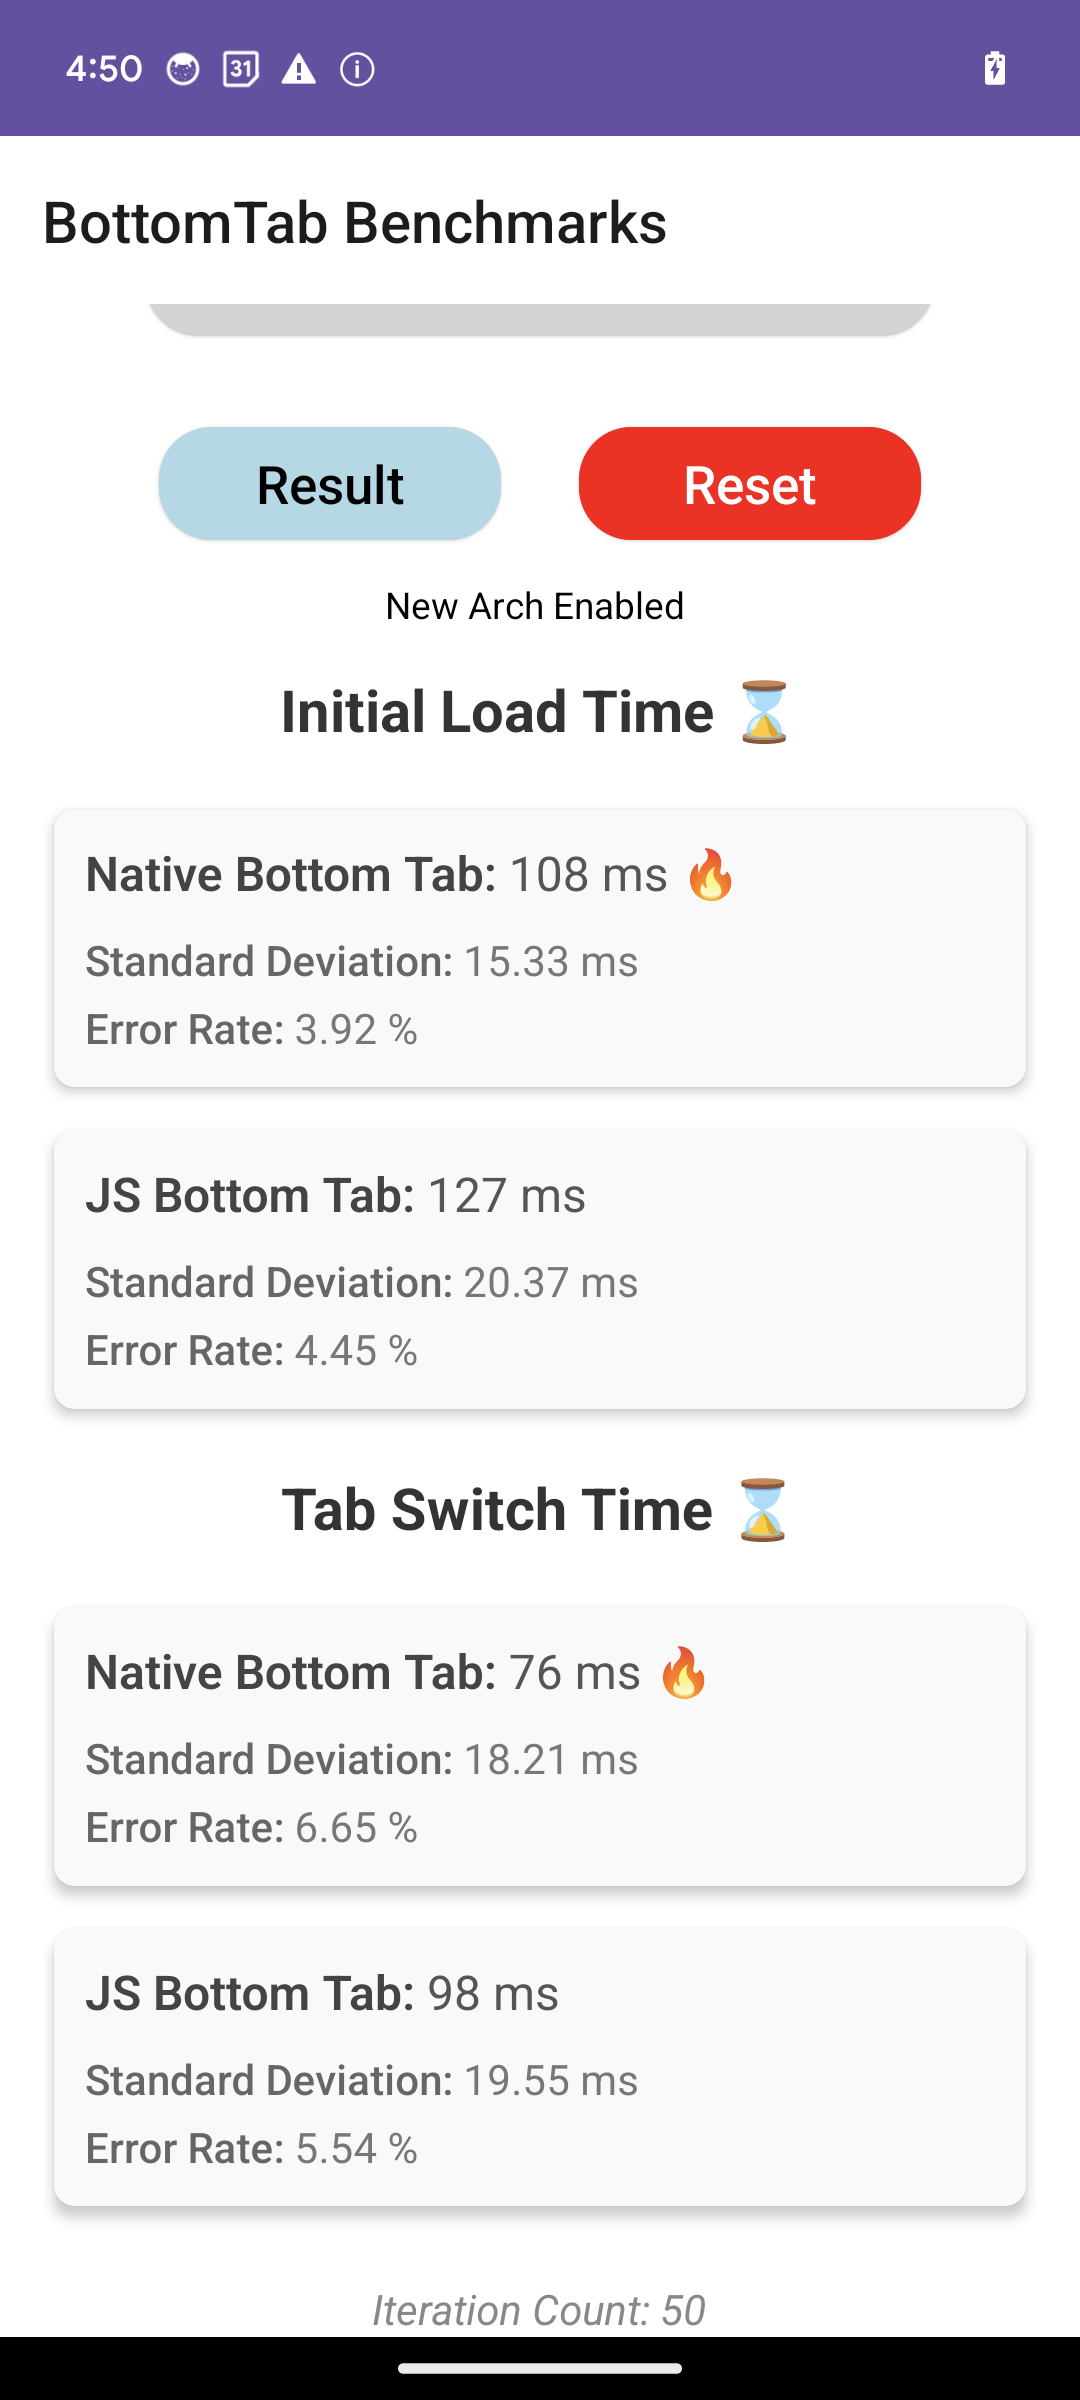 4:50 31
BottomTab Benchmarks
Result Reset
New Arch Enabled
Initial Load Time ⌛
Native Bottom Tab: 108 ms 🔥
Standard Deviation: 15.33 ms
Error Rate: 3.92 %
JS Bottom Tab: 127 ms
Standard Deviation: 20.37 ms
Error Rate: 4.45 %
Tab Switch Time ⌛
Native Bottom Tab: 76 ms 🔥
Standard Deviation: 18.21 ms
Error Rate: 6.65 %
JS Bottom Tab: 98 ms
Standard Deviation: 19.55 ms
Error Rate: 5.54 %
Iteration Count: 50